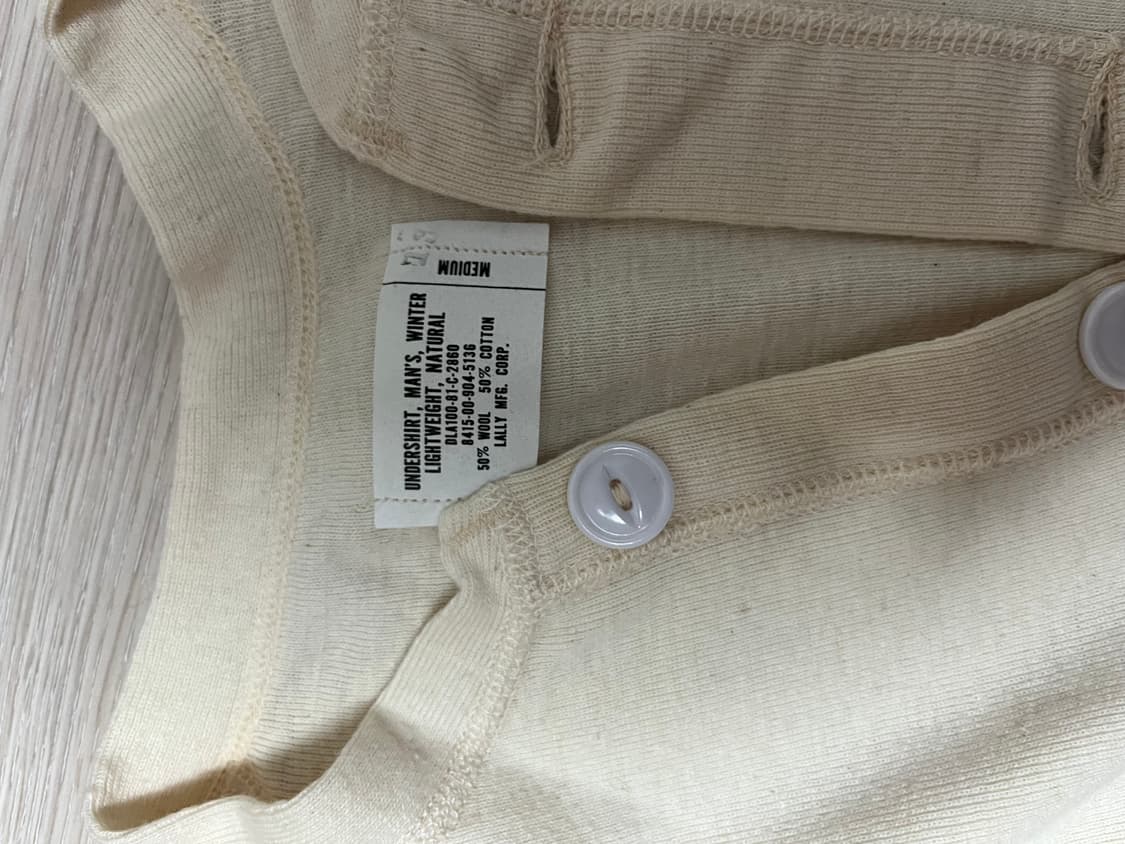 UNDERSHIRT, MAN'S, WINTER
LIGHTWEIGHT, NATURAL
DLA100-81-C-2860
8415-00-904-5136
50% WOOL 50% COTTON
LALLY MFG. CORP.
MEDIUM